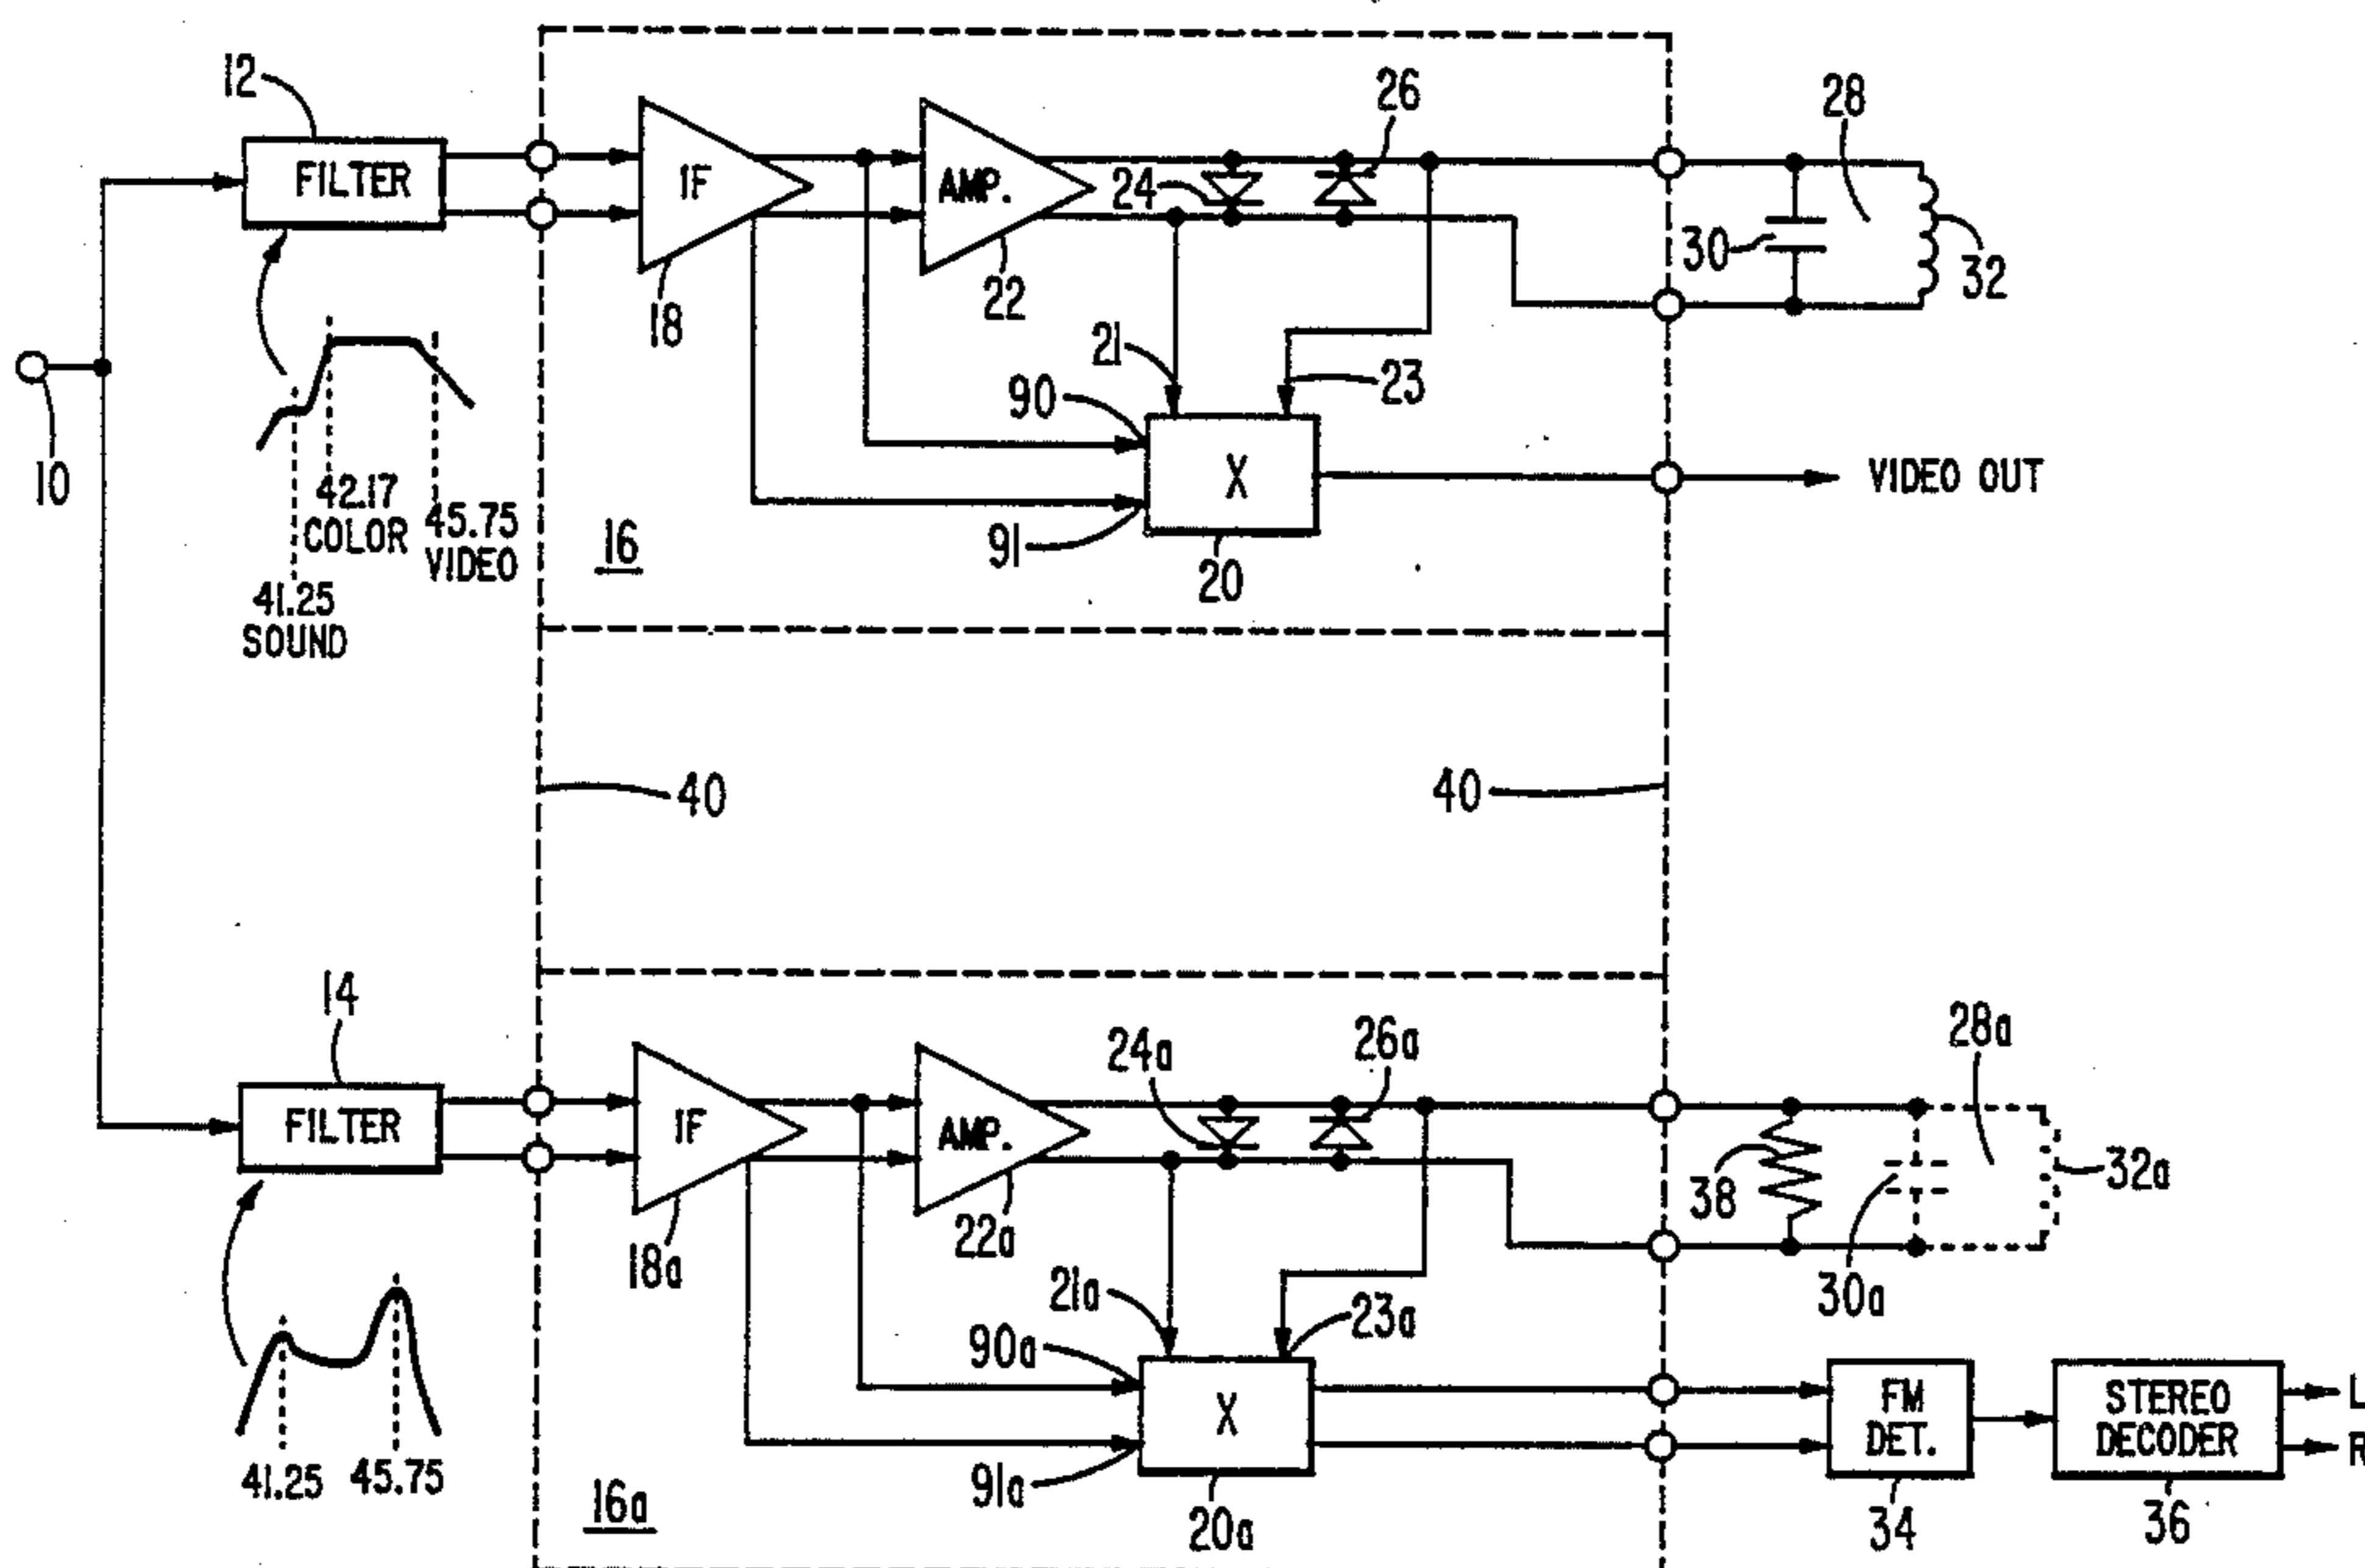 12
FILTER
IF
18
AMP.
22
24
26
28
30
32
21
23
90
91
X
20
VIDEO OUT
10
42.17
COLOR
45.75
VIDEO
41.25
SOUND
16
40
40
14
FILTER
IF
18a
AMP.
22a
24a
26a
28a
38
30a
32a
21a
23a
90a
91a
X
20a
FM
DET.
34
STEREO
DECODER
36
L
R
41.25
45.75
16a